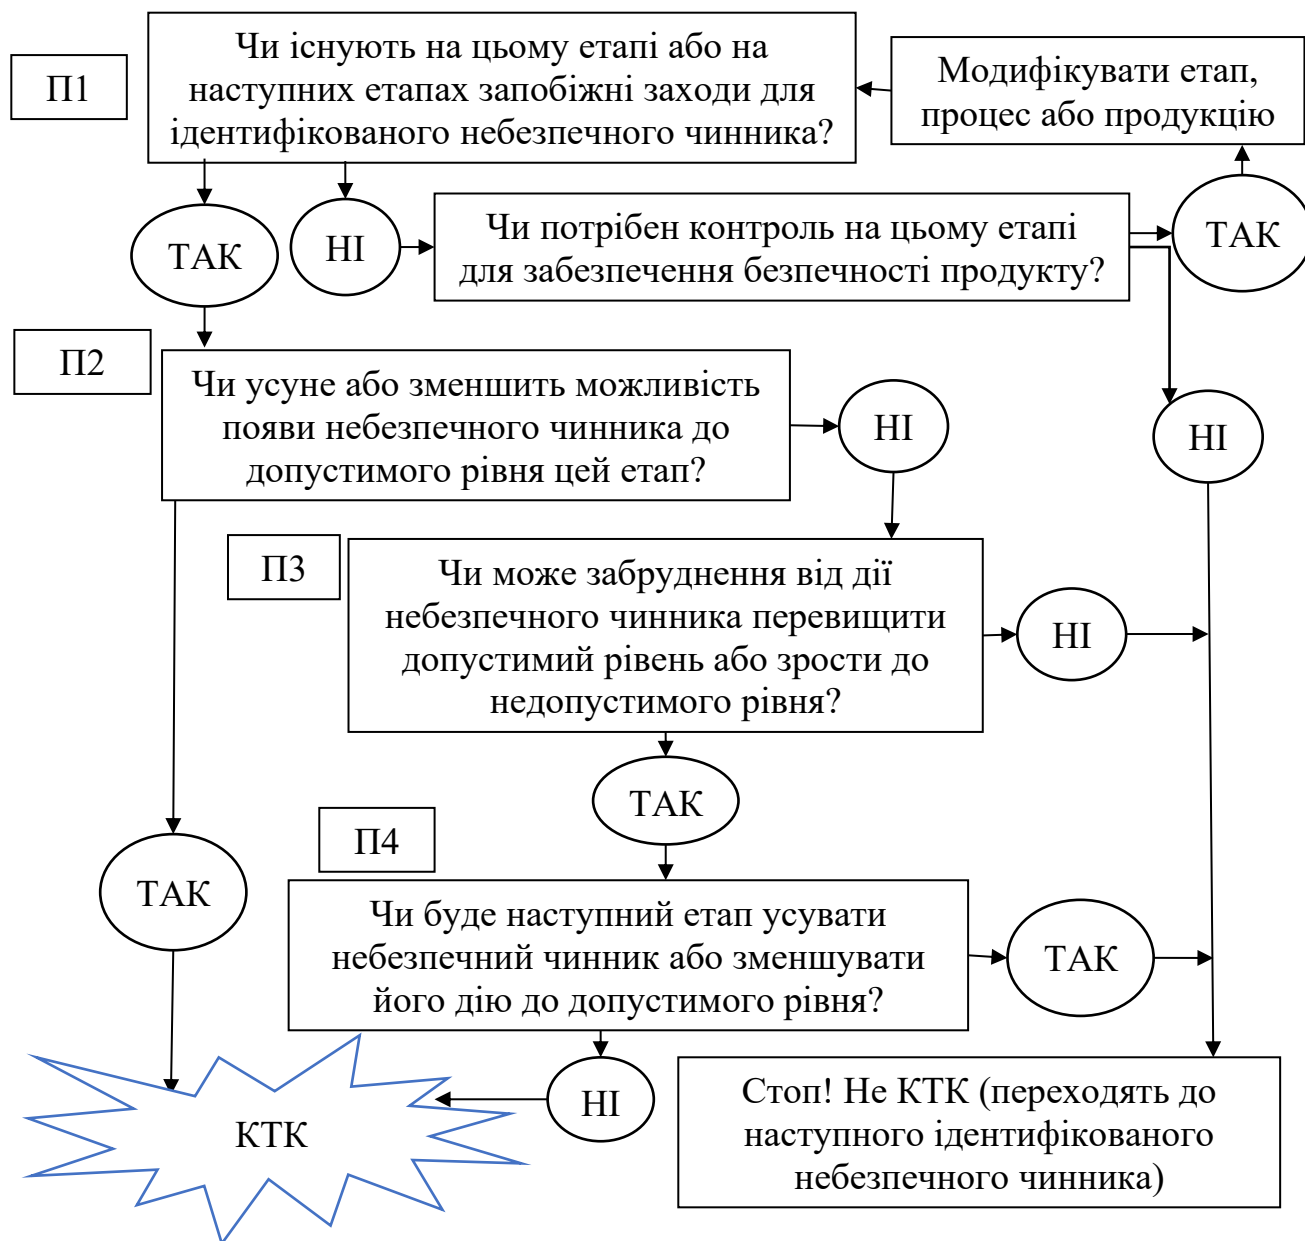 П1
Чи існують на цьому етапі або на
наступних етапах запобіжні заходи для
ідентифікованого небезпечного чинника?
Модифікувати етап,
процес або продукцію
ТАК
НІ
Чи потрібен контроль на цьому етапі
для забезпечення безпечності продукту?
ТАК
П2
Чи усуне або зменшить можливість
появи небезпечного чинника до
допустимого рівня цей етап?
НІ
НІ
П3
Чи може забруднення від дії
небезпечного чинника перевищити
допустимий рівень або зрости до
недопустимого рівня?
НІ
ТАК
П4
ТАК
Чи буде наступний етап усувати
небезпечний чинник або зменшувати
його дію до допустимого рівня?
ТАК
НІ
КТК
Стоп! Не КТК (переходять до
наступного ідентифікованого
небезпечного чинника)